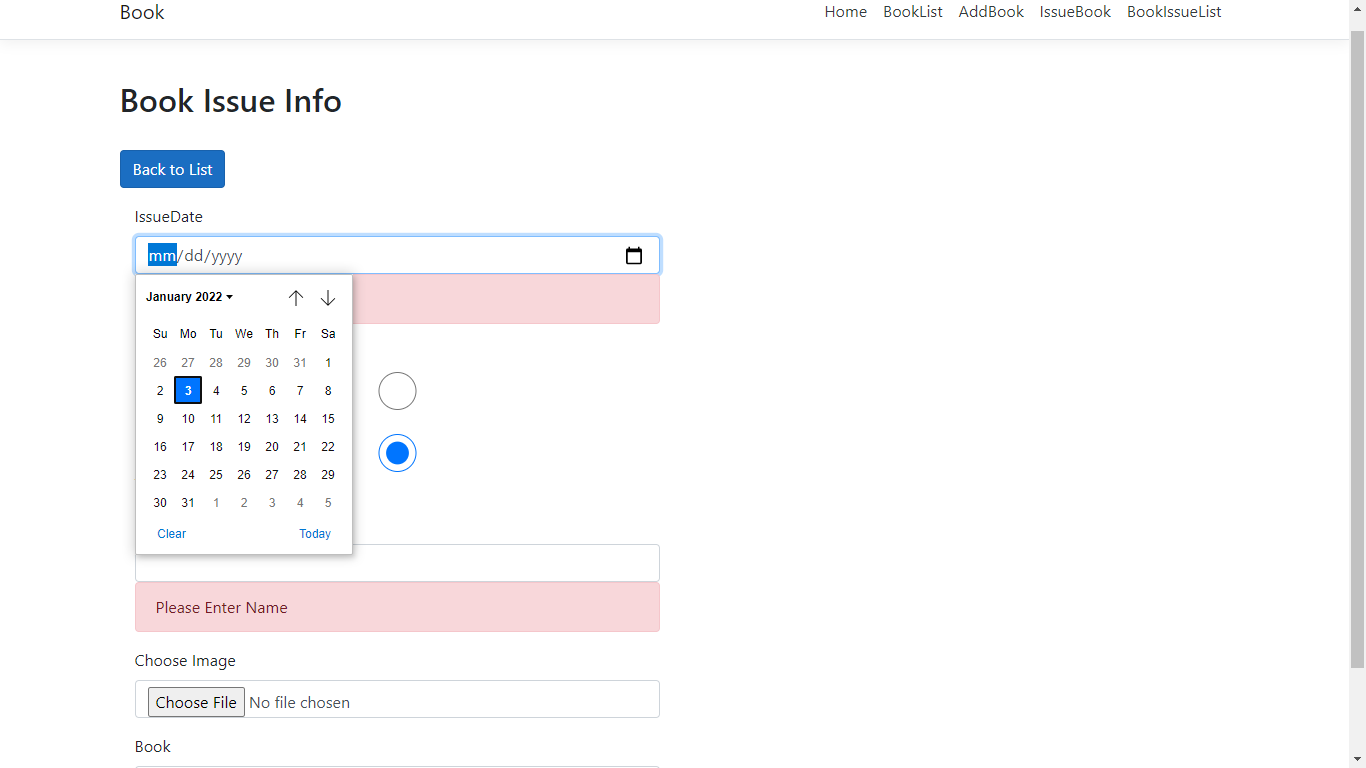 Book
Home BookList AddBook IssueBook BookIssueList
Book Issue Info
Back to List
IssueDate
mm/dd/yyyy
January 2022
Su Mo Tu We Th Fr Sa
26 27 28 29 30 31 1
2 3 4 5 6 7 8
9 10 11 12 13 14 15
16 17 18 19 20 21 22
23 24 25 26 27 28 29
30 31 1 2 3 4 5
Clear Today
Please Enter Name
Choose Image
Choose File No file chosen
Book